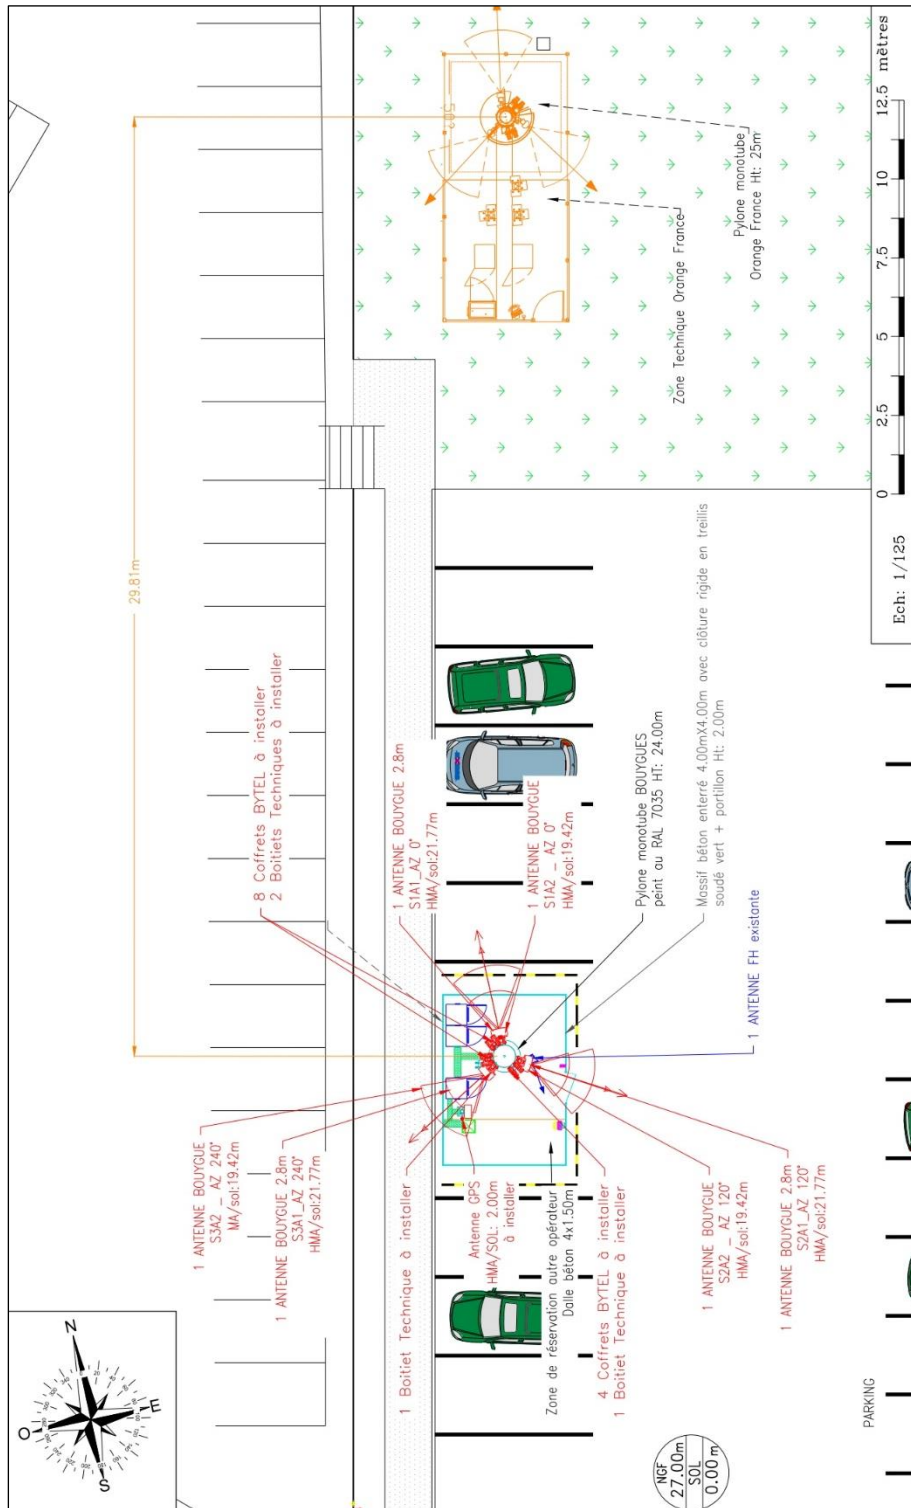 29.81m
8 Coffrets BYTEL à installer
2 Boitiets Techniques à installer
1 ANTENNE BOUYGUE 2.8m
S1A1_AZ 0°
HMA/sol:21.77m
1 ANTENNE BOUYGUE
S1A2 _ AZ 0°
HMA/sol:19.42m
Pylone monotube BOUYGUES
peint au RAL 7035 HT: 24.00m
Massif béton enterré 4.00mX4.00m avec clôture rigide en treillis
soudé vert + portillon Ht: 2.00m
1 ANTENNE FH existante
1 ANTENNE BOUYGUE
S3A2 _ AZ 240°
MA/sol:19.42m
1 ANTENNE BOUYGUE 2.8m
S3A1_AZ 240°
HMA/sol:21.77m
1 Boitiet Technique à installer
Antenne GPS
HMA/SOL: 2.00m
à installer
Zone de réservation autre opérateur
Dalle béton 4x1.50m
4 Coffrets BYTEL à installer
1 Boitiet Technique à installer
1 ANTENNE BOUYGUE
S2A2 _ AZ 120°
HMA/sol:19.42m
1 ANTENNE BOUYGUE 2.8m
S2A1_AZ 120°
HMA/sol:21.77m
Zone Technique Orange France
Pylone monotube
Orange France Ht: 25m
NGF
27.00m
SOL
0.00m
PARKING
Ech: 1/125
0 2.5 5 7.5 10 12.5 mètres
N
E
S
O